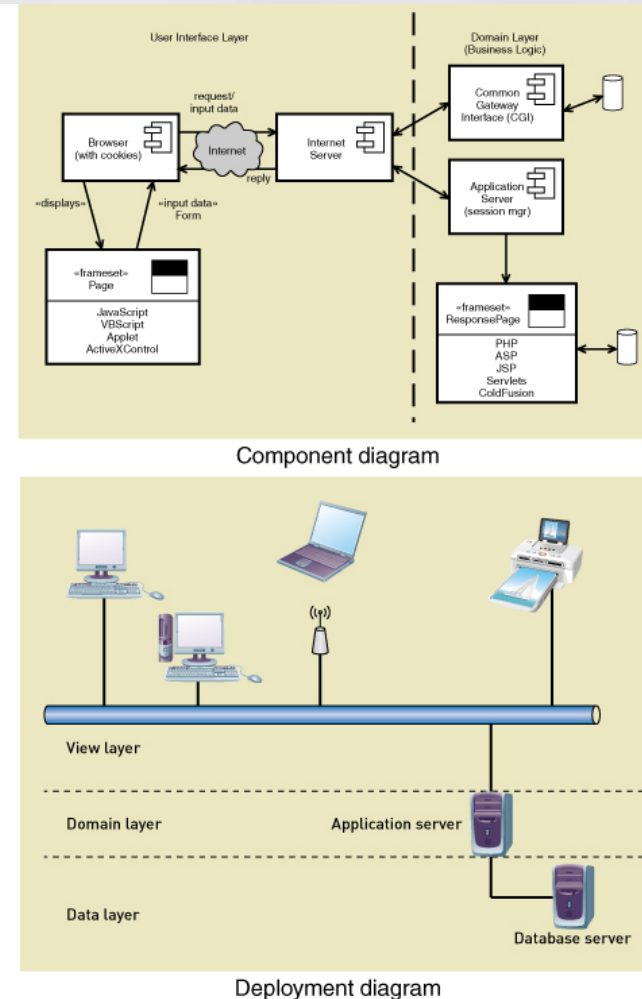 User Interface Layer
Domain Layer
(Business Logic)
request/
input data
Browser
(with cookies)
Internet
Internet
Server
reply
Common
Gateway
Interface (CGI)
Application
Server
(session mgr)
«displays»
«input data»
Form
«frameset»
Page
JavaScript
VBScript
Applet
ActiveXControl
«frameset»
ResponsePage
PHP
ASP
JSP
Servlets
ColdFusion
Component diagram
View layer
Domain layer
Application server
Data layer
Database server
Deployment diagram